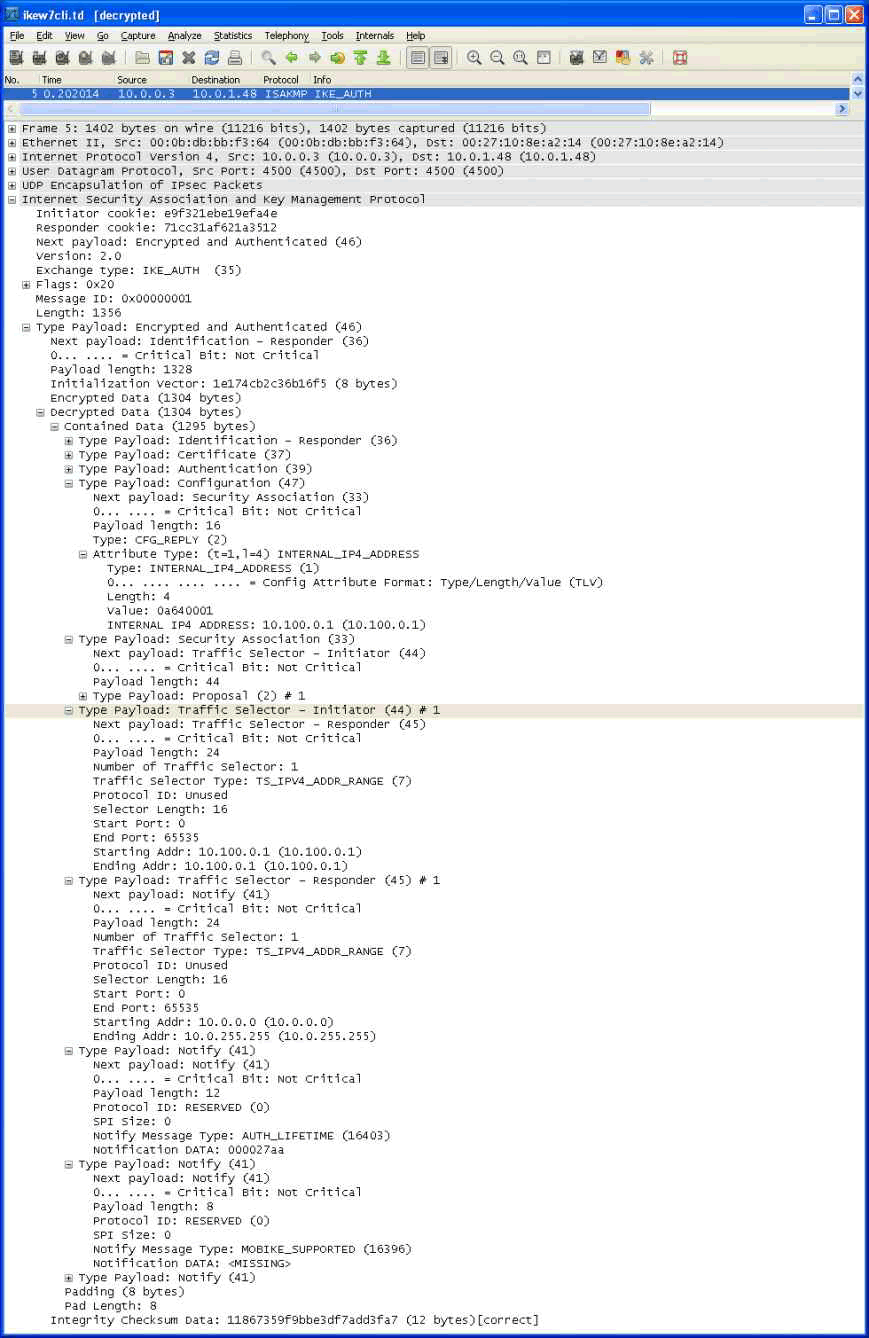 ikew7cli.td [decrypted]
File Edit View Go Capture Analyze Statistics Telephony Tools Internals Help
No. Time Source Destination Protocol Info
5 0.202014 10.0.0.3 10.0.1.48 ISAKMP IKE_AUTH
Frame 5: 1402 bytes on wire (11216 bits), 1402 bytes captured (11216 bits)
Ethernet II, Src: 00:0b:db:bb:f3:64 (00:0b:db:bb:f3:64), Dst: 00:27:10:8e:a2:14 (00:27:10:8e:a2:14)
Internet Protocol Version 4, Src: 10.0.0.3 (10.0.0.3), Dst: 10.0.1.48 (10.0.1.48)
User Datagram Protocol, Src Port: 4500 (4500), Dst Port: 4500 (4500)
UDP Encapsulation of IPsec Packets
Internet Security Association and Key Management Protocol
Initiator cookie: e9f321ebe19efa4e
Responder cookie: 71cc31af621a3512
Next payload: Encrypted and Authenticated (46)
Version: 2.0
Exchange type: IKE_AUTH (35)
Flags: 0x20
Message ID: 0x00000001
Length: 1356
Type Payload: Encrypted and Authenticated (46)
Next payload: Identification - Responder (36)
0... .... = Critical Bit: Not Critical
Payload length: 1328
Initialization Vector: 1e174cb2c36b16f5 (8 bytes)
Encrypted Data (1304 bytes)
Decrypted Data (1304 bytes)
Contained Data (1295 bytes)
Type Payload: Identification - Responder (36)
Type Payload: Certificate (37)
Type Payload: Authentication (39)
Type Payload: Configuration (47)
Next payload: Security Association (33)
0... .... = Critical Bit: Not Critical
Payload length: 16
Type: CFG_REPLY (2)
Attribute Type: (t=1,l=4) INTERNAL_IP4_ADDRESS
Type: INTERNAL_IP4_ADDRESS (1)
0... .... .... .... = Config Attribute Format: Type/Length/Value (TLV)
Length: 4
Value: 0a640001
INTERNAL IP4 ADDRESS: 10.100.0.1 (10.100.0.1)
Type Payload: Security Association (33)
Next payload: Traffic Selector - Initiator (44)
0... .... = Critical Bit: Not Critical
Payload length: 44
Type Payload: Proposal (2) # 1
Type Payload: Traffic Selector - Initiator (44) # 1
Next payload: Traffic Selector - Responder (45)
0... .... = Critical Bit: Not Critical
Payload length: 24
Number of Traffic Selector: 1
Traffic Selector Type: TS_IPV4_ADDR_RANGE (7)
Protocol ID: Unused
Selector Length: 16
Start Port: 0
End Port: 65535
Starting Addr: 10.100.0.1 (10.100.0.1)
Ending Addr: 10.100.0.1 (10.100.0.1)
Type Payload: Traffic Selector - Responder (45) # 1
Next payload: Notify (41)
0... .... = Critical Bit: Not Critical
Payload length: 24
Number of Traffic Selector: 1
Traffic Selector Type: TS_IPV4_ADDR_RANGE (7)
Protocol ID: Unused
Selector Length: 16
Start Port: 0
End Port: 65535
Starting Addr: 10.0.0.0 (10.0.0.0)
Ending Addr: 10.0.255.255 (10.0.255.255)
Type Payload: Notify (41)
Next payload: Notify (41)
0... .... = Critical Bit: Not Critical
Payload length: 12
Protocol ID: RESERVED (0)
SPI Size: 0
Notify Message Type: AUTH_LIFETIME (16403)
Notification DATA: 000027aa
Type Payload: Notify (41)
Next payload: Notify (41)
0... .... = Critical Bit: Not Critical
Payload length: 8
Protocol ID: RESERVED (0)
SPI Size: 0
Notify Message Type: MOBIKE_SUPPORTED (16396)
Notification DATA: <MISSING>
Type Payload: Notify (41)
Padding (8 bytes)
Pad Length: 8
Integrity Checksum Data: 11867359f9bbe3df7add3fa7 (12 bytes)[correct]